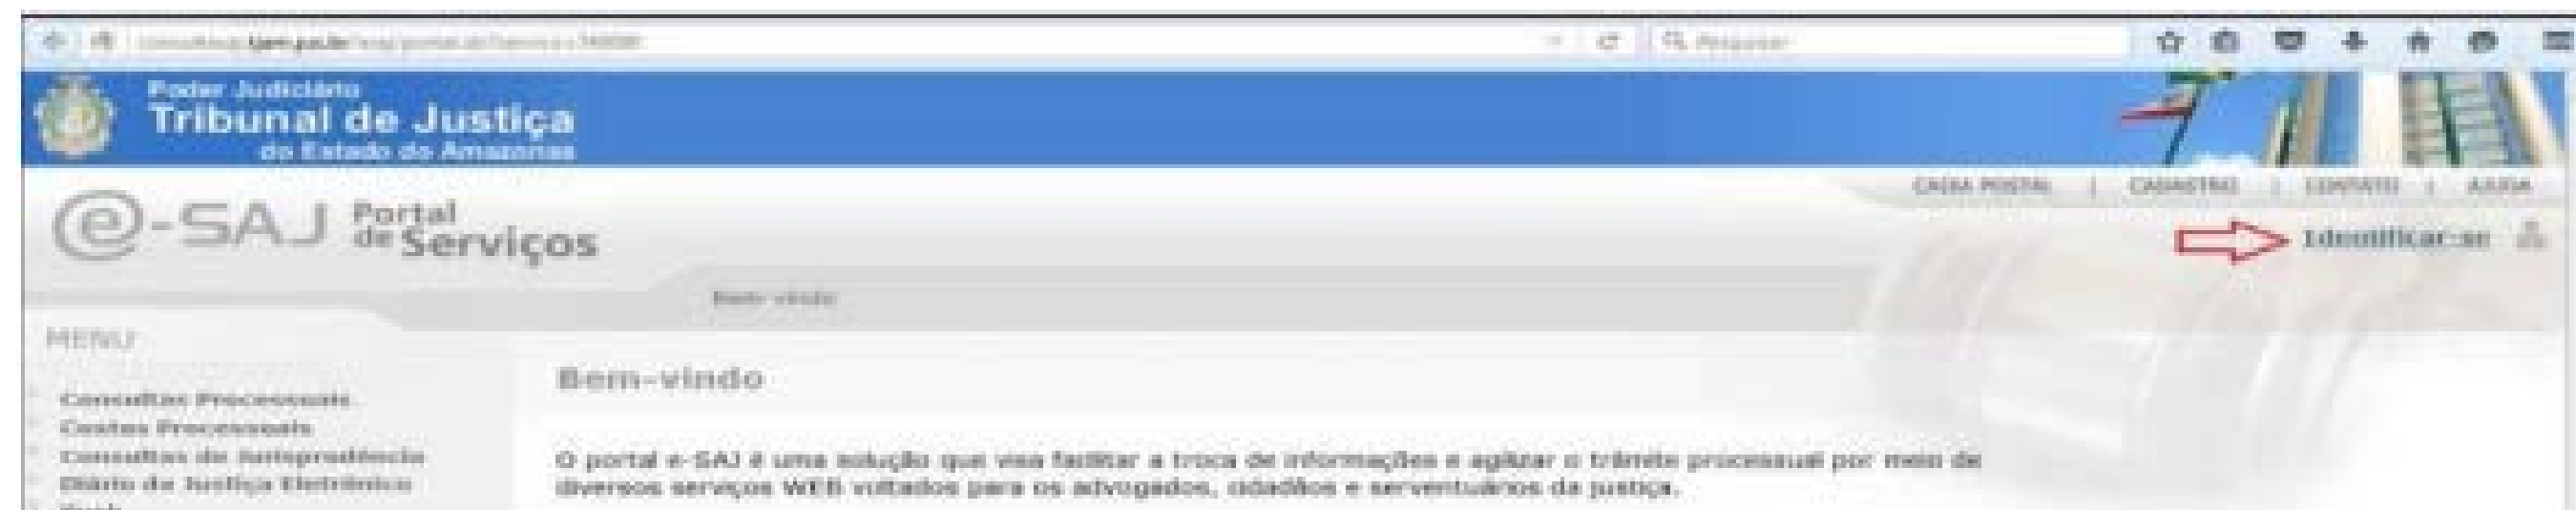 Pesquisar
Poder Judiciário
Tribunal de Justiça
do Estado do Amazonas
CAIXA POSTAL | CADASTRO | CONTATO | AJUDA
e-SAJ Portal de Serviços
Identificar-se
Bem-vindo
MENU
Bem-vindo
Consultas Processuais
Custas Processuais
Consultas de Jurisprudência
Diário da Justiça Eletrônico
O portal e-SAJ é uma solução que visa facilitar a troca de informações e agilizar o trâmite processual por meio de
diversos serviços WEB voltados para os advogados, cidadãos e serventuários da justiça.